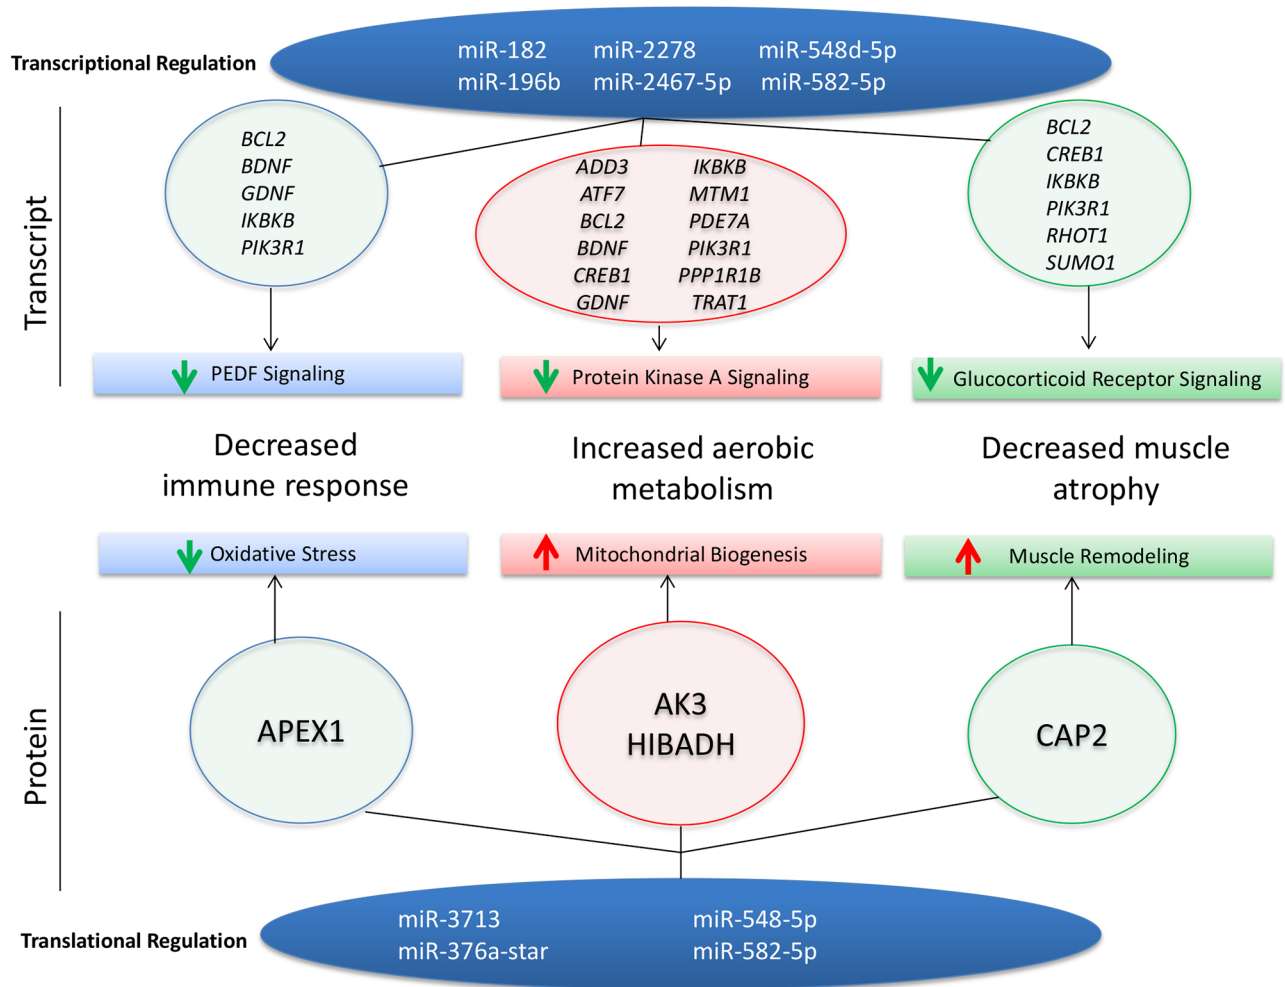 Transcriptional Regulation
miR-182 miR-2278 miR-548d-5p
miR-196b miR-2467-5p miR-582-5p
Transcript
BCL2
BDNF
GDNF
IKBKB
PIK3R1
ADD3 IKBKB
ATF7 MTM1
BCL2 PDE7A
BDNF PIK3R1
CREB1 PPP1R1B
GDNF TRAT1
BCL2
CREB1
IKBKB
PIK3R1
RHOT1
SUMO1
PEDF Signaling
Protein Kinase A Signaling
Glucocorticoid Receptor Signaling
Decreased
immune response
Increased aerobic
metabolism
Decreased muscle
atrophy
Oxidative Stress
Mitochondrial Biogenesis
Muscle Remodeling
Protein
APEX1
AK3
HIBADH
CAP2
Translational Regulation
miR-3713 miR-548-5p
miR-376a-star miR-582-5p